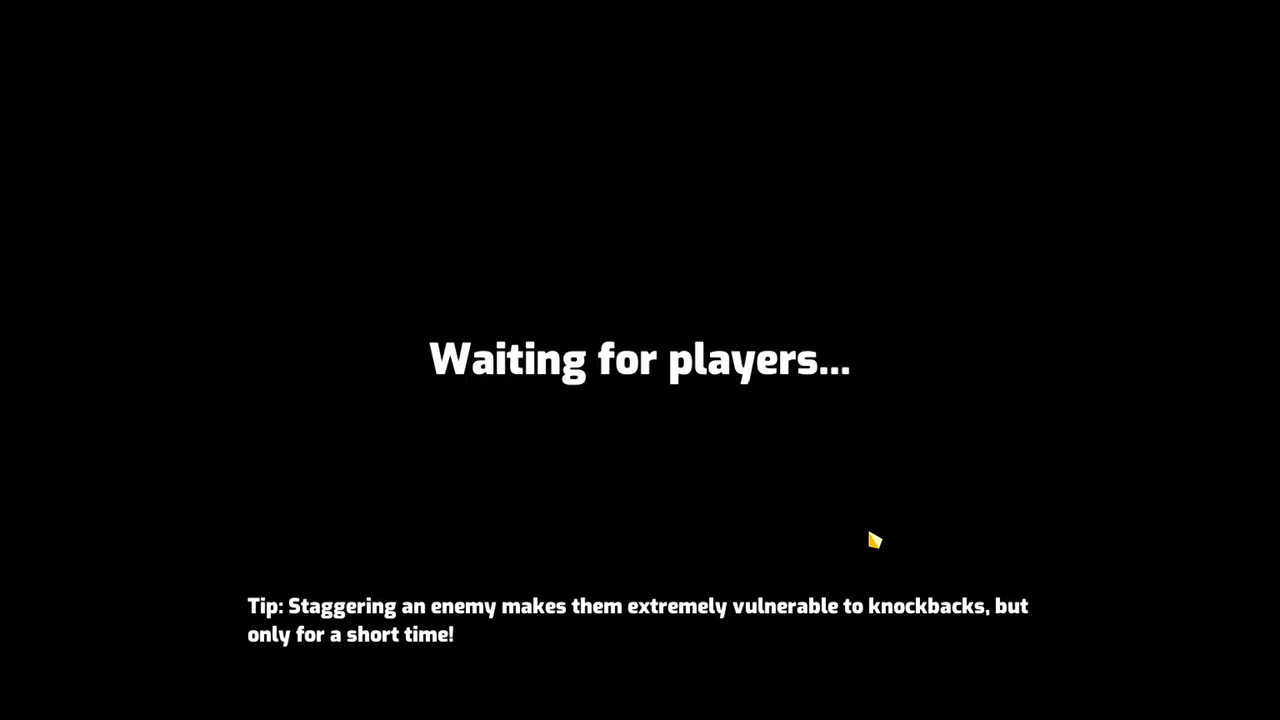 Waiting for players...
Tip: Staggering an enemy makes them extremely vulnerable to knockbacks, but
only for a short time!